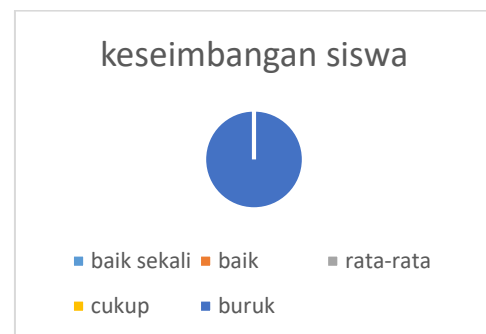 keseimbangan siswa
baik sekali baik rata-rata
cukup buruk